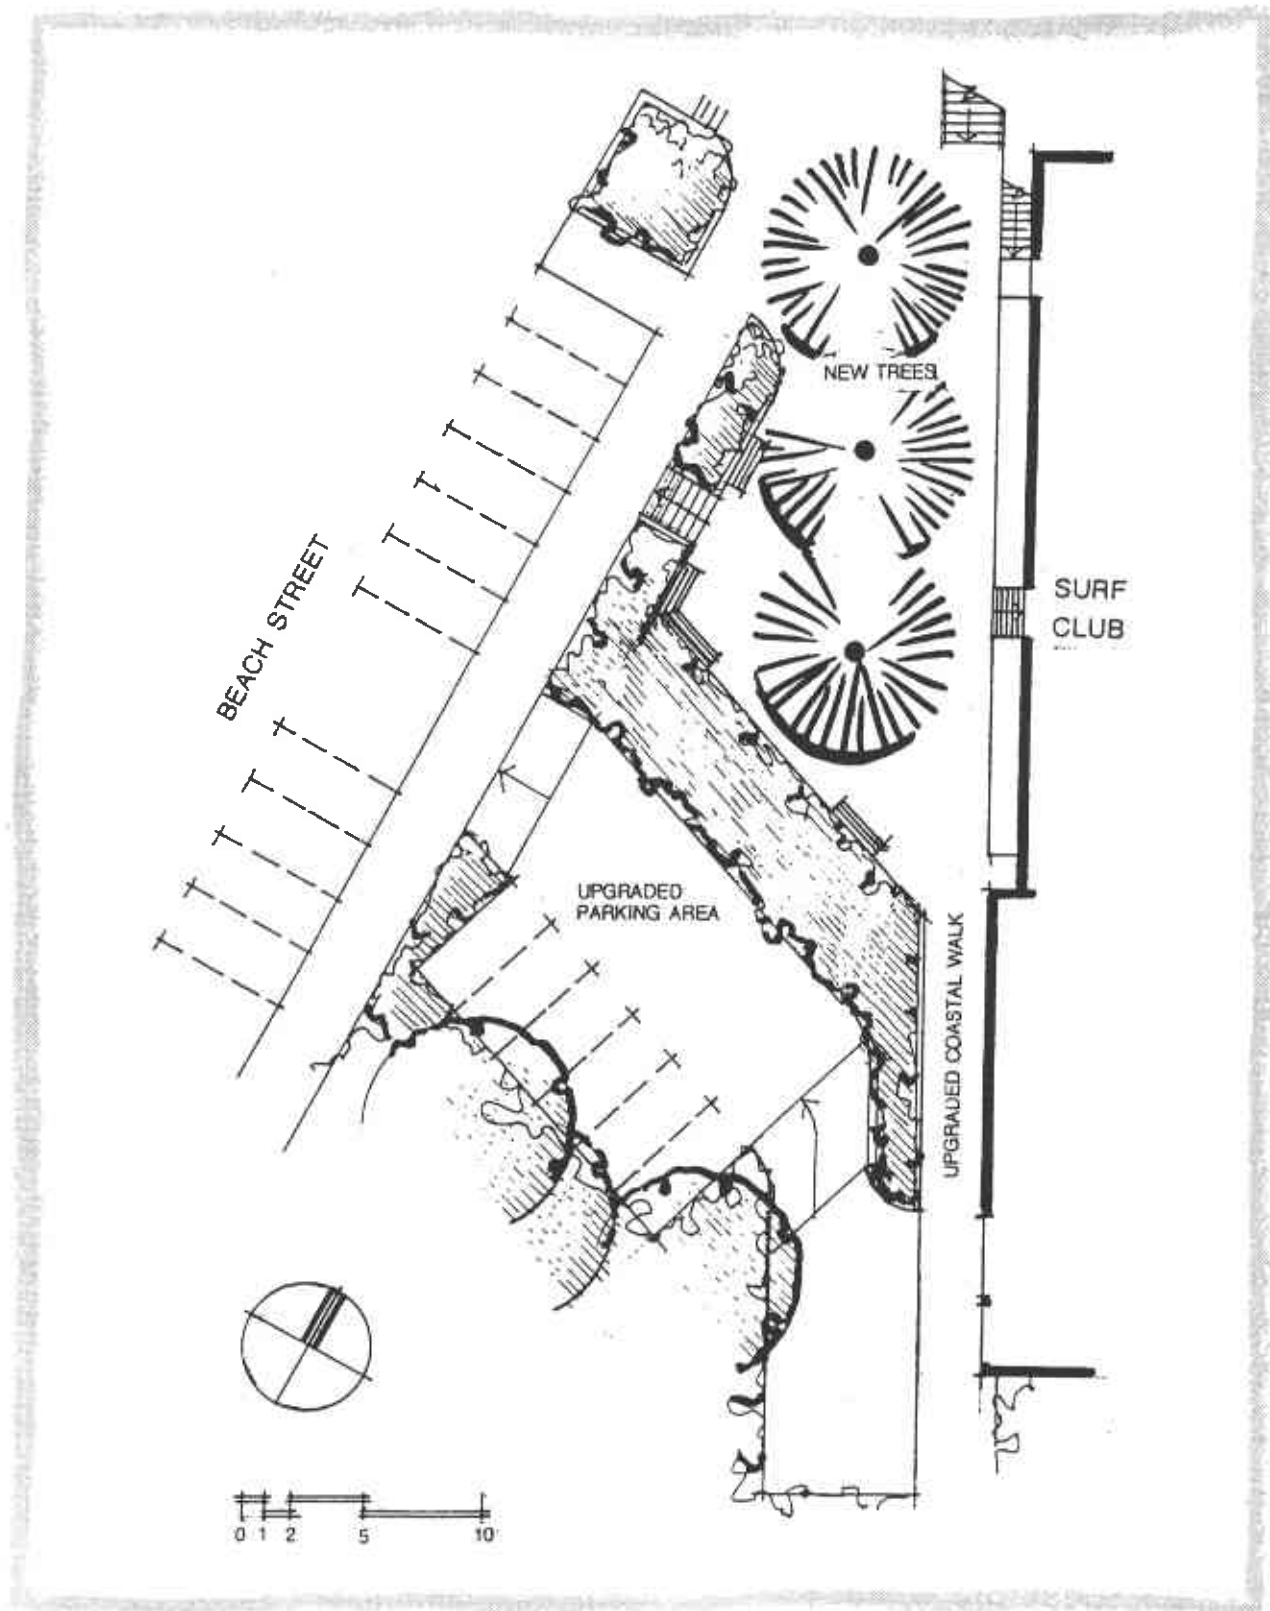 NEW TREES
SURF
CLUB
BEACH STREET
UPGRADED
PARKING AREA
UPGRADED COASTAL WALK
0 1 2 5 10